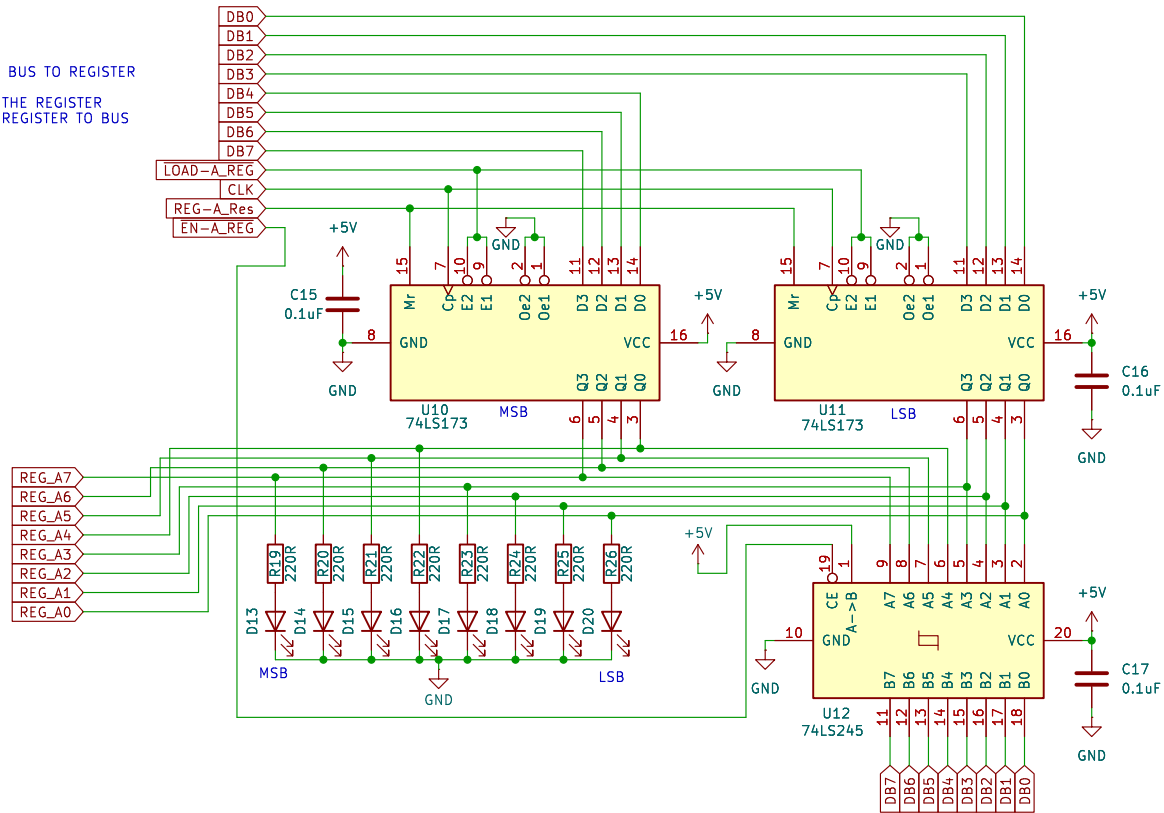 DB0
DB1
DB2
DB3
DB4
DB5
DB6
DB7
LOAD-A_REG
CLK
REG-A_Res
EN-A_REG
BUS TO REGISTER
THE REGISTER
REGISTER TO BUS
+5V
C15
0.1uF
GND
GND
15 7 10 9 2 1 11 12 13 14
Mr Cp E2 E1 Oe2 Oe1 D3 D2 D1 D0
8 GND VCC 16
Q3 Q2 Q1 Q0
6 5 4 3
U10
74LS173
MSB
+5V
GND
GND
15 7 10 9 2 1 11 12 13 14
Mr Cp E2 E1 Oe2 Oe1 D3 D2 D1 D0
8 GND VCC 16
Q3 Q2 Q1 Q0
6 5 4 3
U11
74LS173
LSB
+5V
C16
0.1uF
GND
REG_A7
REG_A6
REG_A5
REG_A4
REG_A3
REG_A2
REG_A1
REG_A0
R19 220R
R20 220R
R21 220R
R22 220R
R23 220R
R24 220R
R25 220R
R26 220R
D13 D14 D15 D16 D17 D18 D19 D20
MSB
LSB
GND
+5V
19 1 9 8 7 6 5 4 3 2
CE A->B A7 A6 A5 A4 A3 A2 A1 A0
10 GND VCC 20
GND
B7 B6 B5 B4 B3 B2 B1 B0
11 12 13 14 15 16 17 18
U12
74LS245
+5V
C17
0.1uF
GND
DB7 DB6 DB5 DB4 DB3 DB2 DB1 DB0